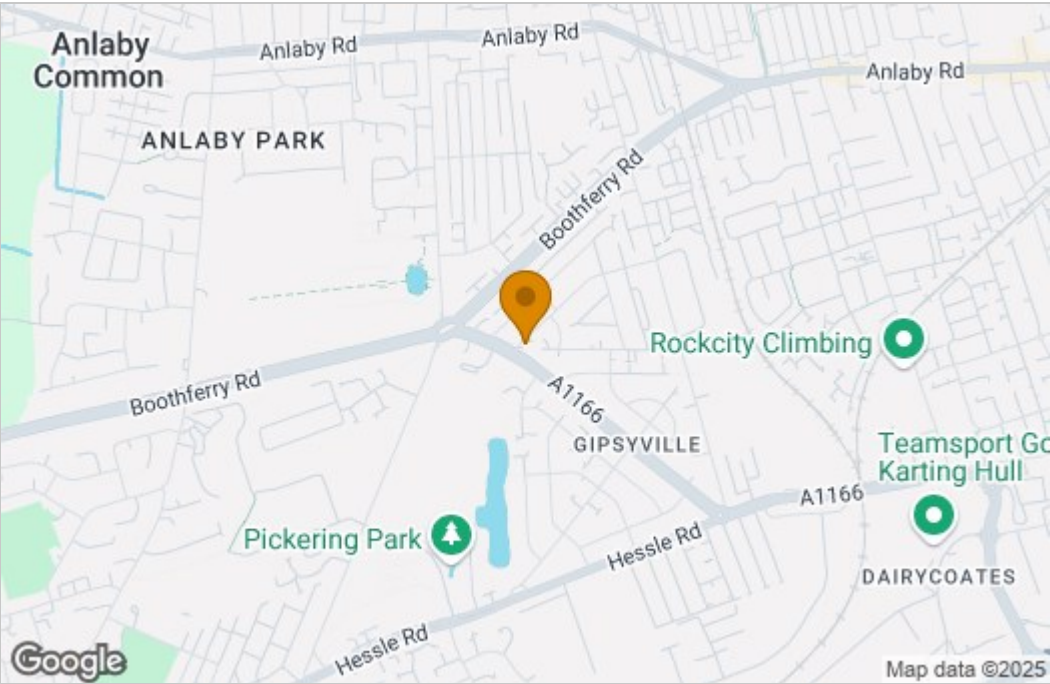 Anlaby
Common
Anlaby Rd
Anlaby Rd
Anlaby Rd
ANLABY PARK
Boothferry Rd
Rockcity Climbing
Boothferry Rd
A1166
GIPSYVILLE
Teamsport Go
Karting Hull
A1166
Pickering Park
Hessle Rd
DAIRYCOATES
Hessle Rd
Google
Map data ©2025